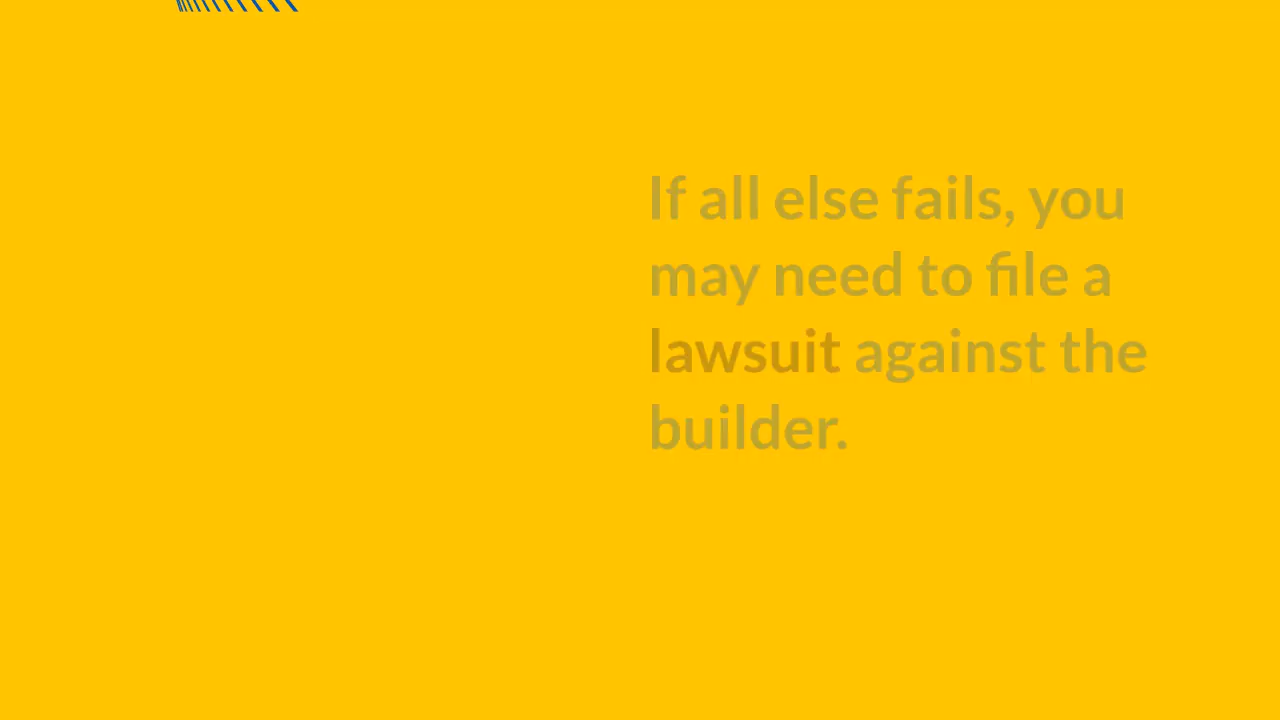 If all else fails, you
may need to file a
lawsuit against the
builder.